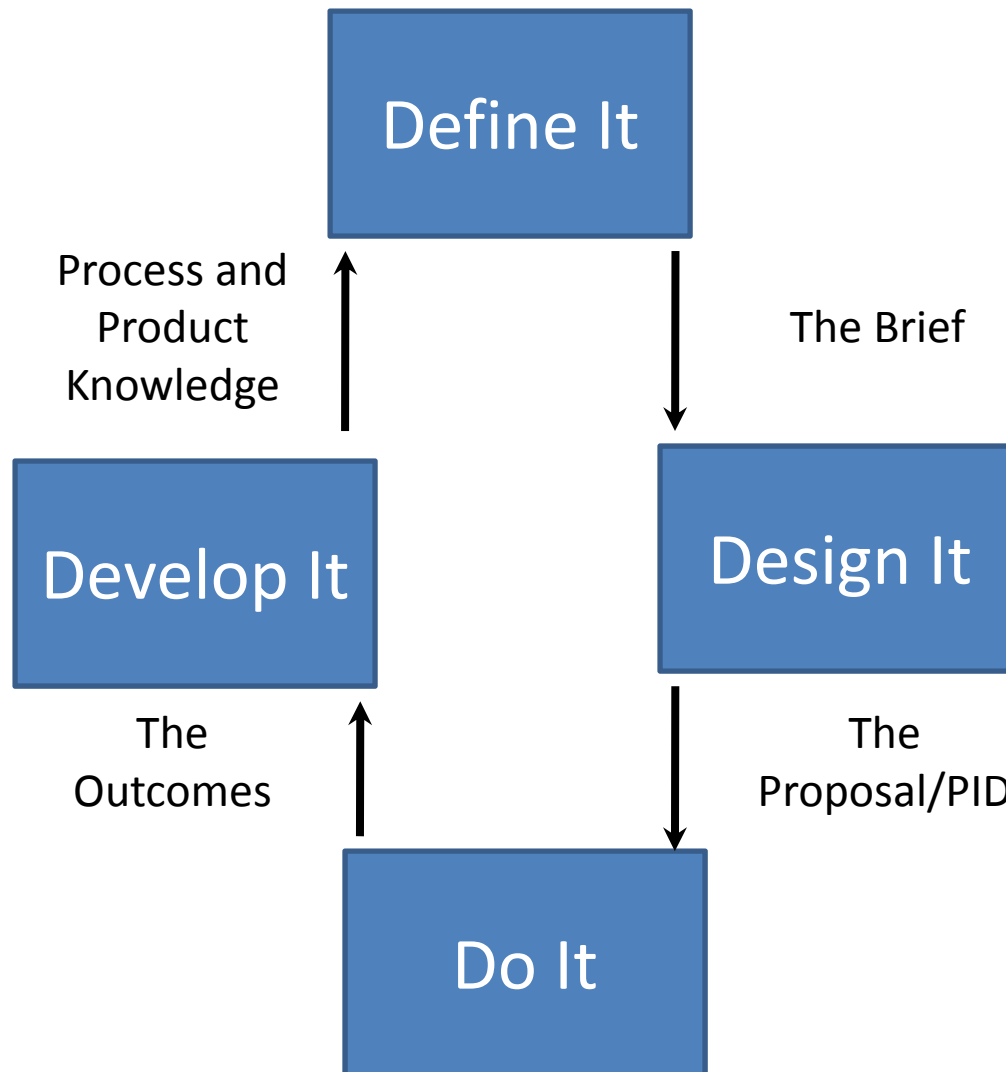 Define It
Process and
Product
Knowledge
The Brief
Develop It
Design It
The
Outcomes
The
Proposal/PID
Do It